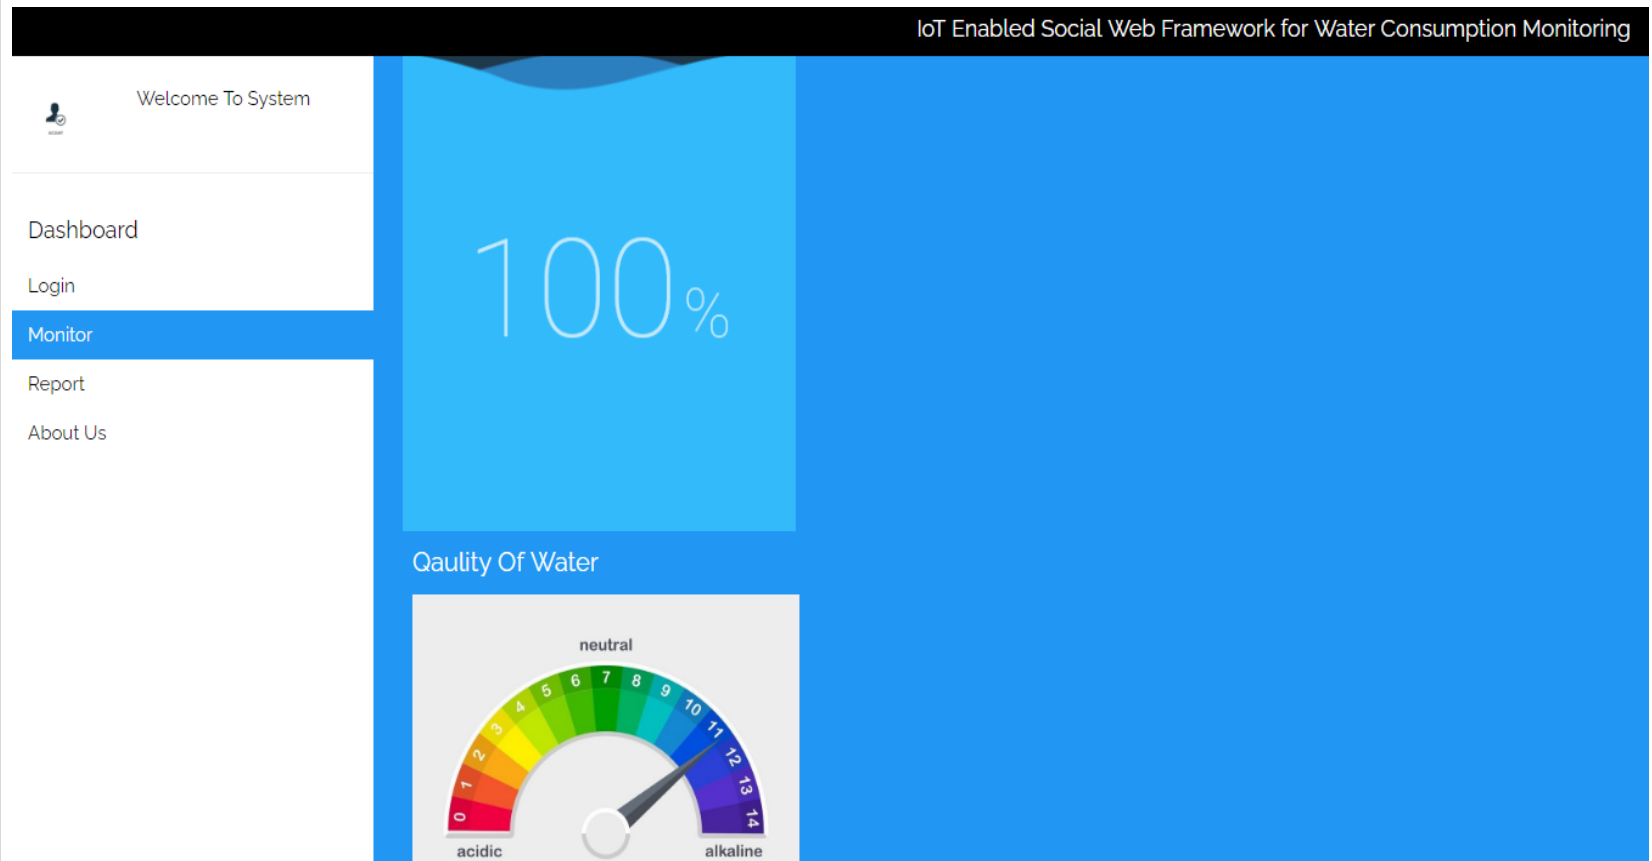 IoT Enabled Social Web Framework for Water Consumption Monitoring
Welcome To System
Dashboard
Login
Monitor
Report
About Us
100%
Qaulity Of Water
neutral
0 1 2 3 4 5 6 7 8 9 10 11 12 13 14
acidic alkaline